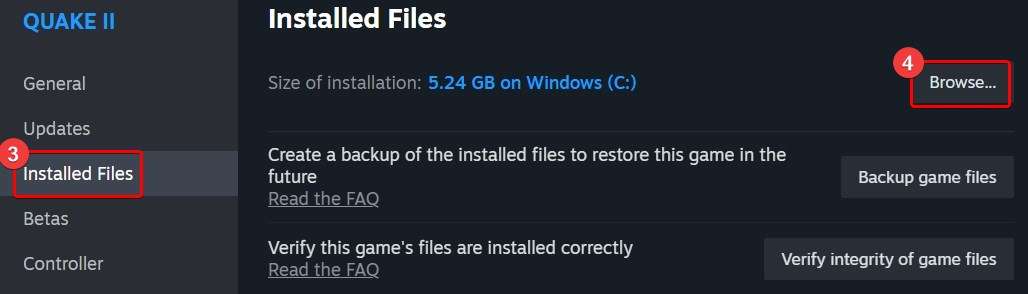 QUAKE II
General
Updates
3
Installed Files
Betas
Controller
Installed Files
Size of installation: 5.24 GB on Windows (C:)
4
Browse...
Create a backup of the installed files to restore this game in the
future
Read the FAQ
Backup game files
Verify this game's files are installed correctly
Read the FAQ
Verify integrity of game files